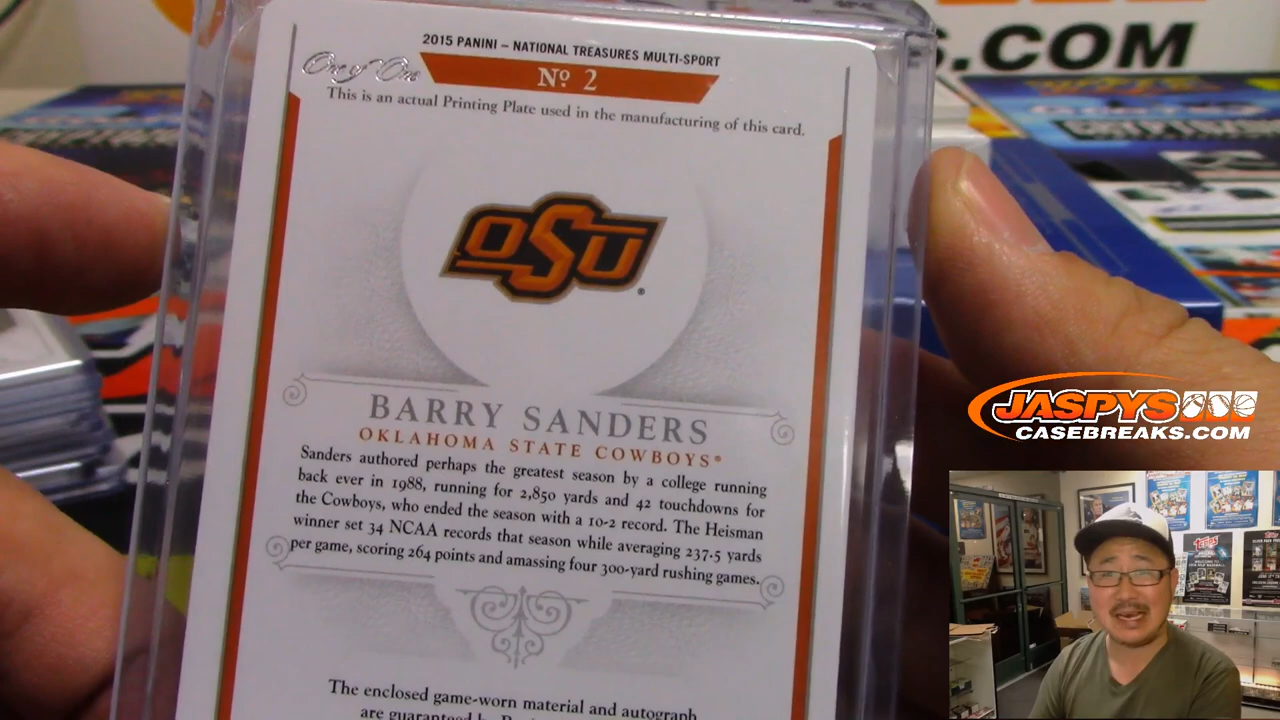 2015 PANINI – NATIONAL TREASURES MULTI-SPORT
One of One
Nº 2
This is an actual Printing Plate used in the manufacturing of this card.
OSU
BARRY SANDERS
OKLAHOMA STATE COWBOYS®
Sanders authored perhaps the greatest season by a college running
back ever in 1988, running for 2,850 yards and 42 touchdowns for
the Cowboys, who ended the season with a 10-2 record. The Heisman
winner set 34 NCAA records that season while averaging 237.5 yards
per game, scoring 264 points and amassing four 300-yard rushing games.
The enclosed game-worn material and autograph
are guaranteed by
S.COM
JASPYS
CASEBREAKS.COM
TOPPS